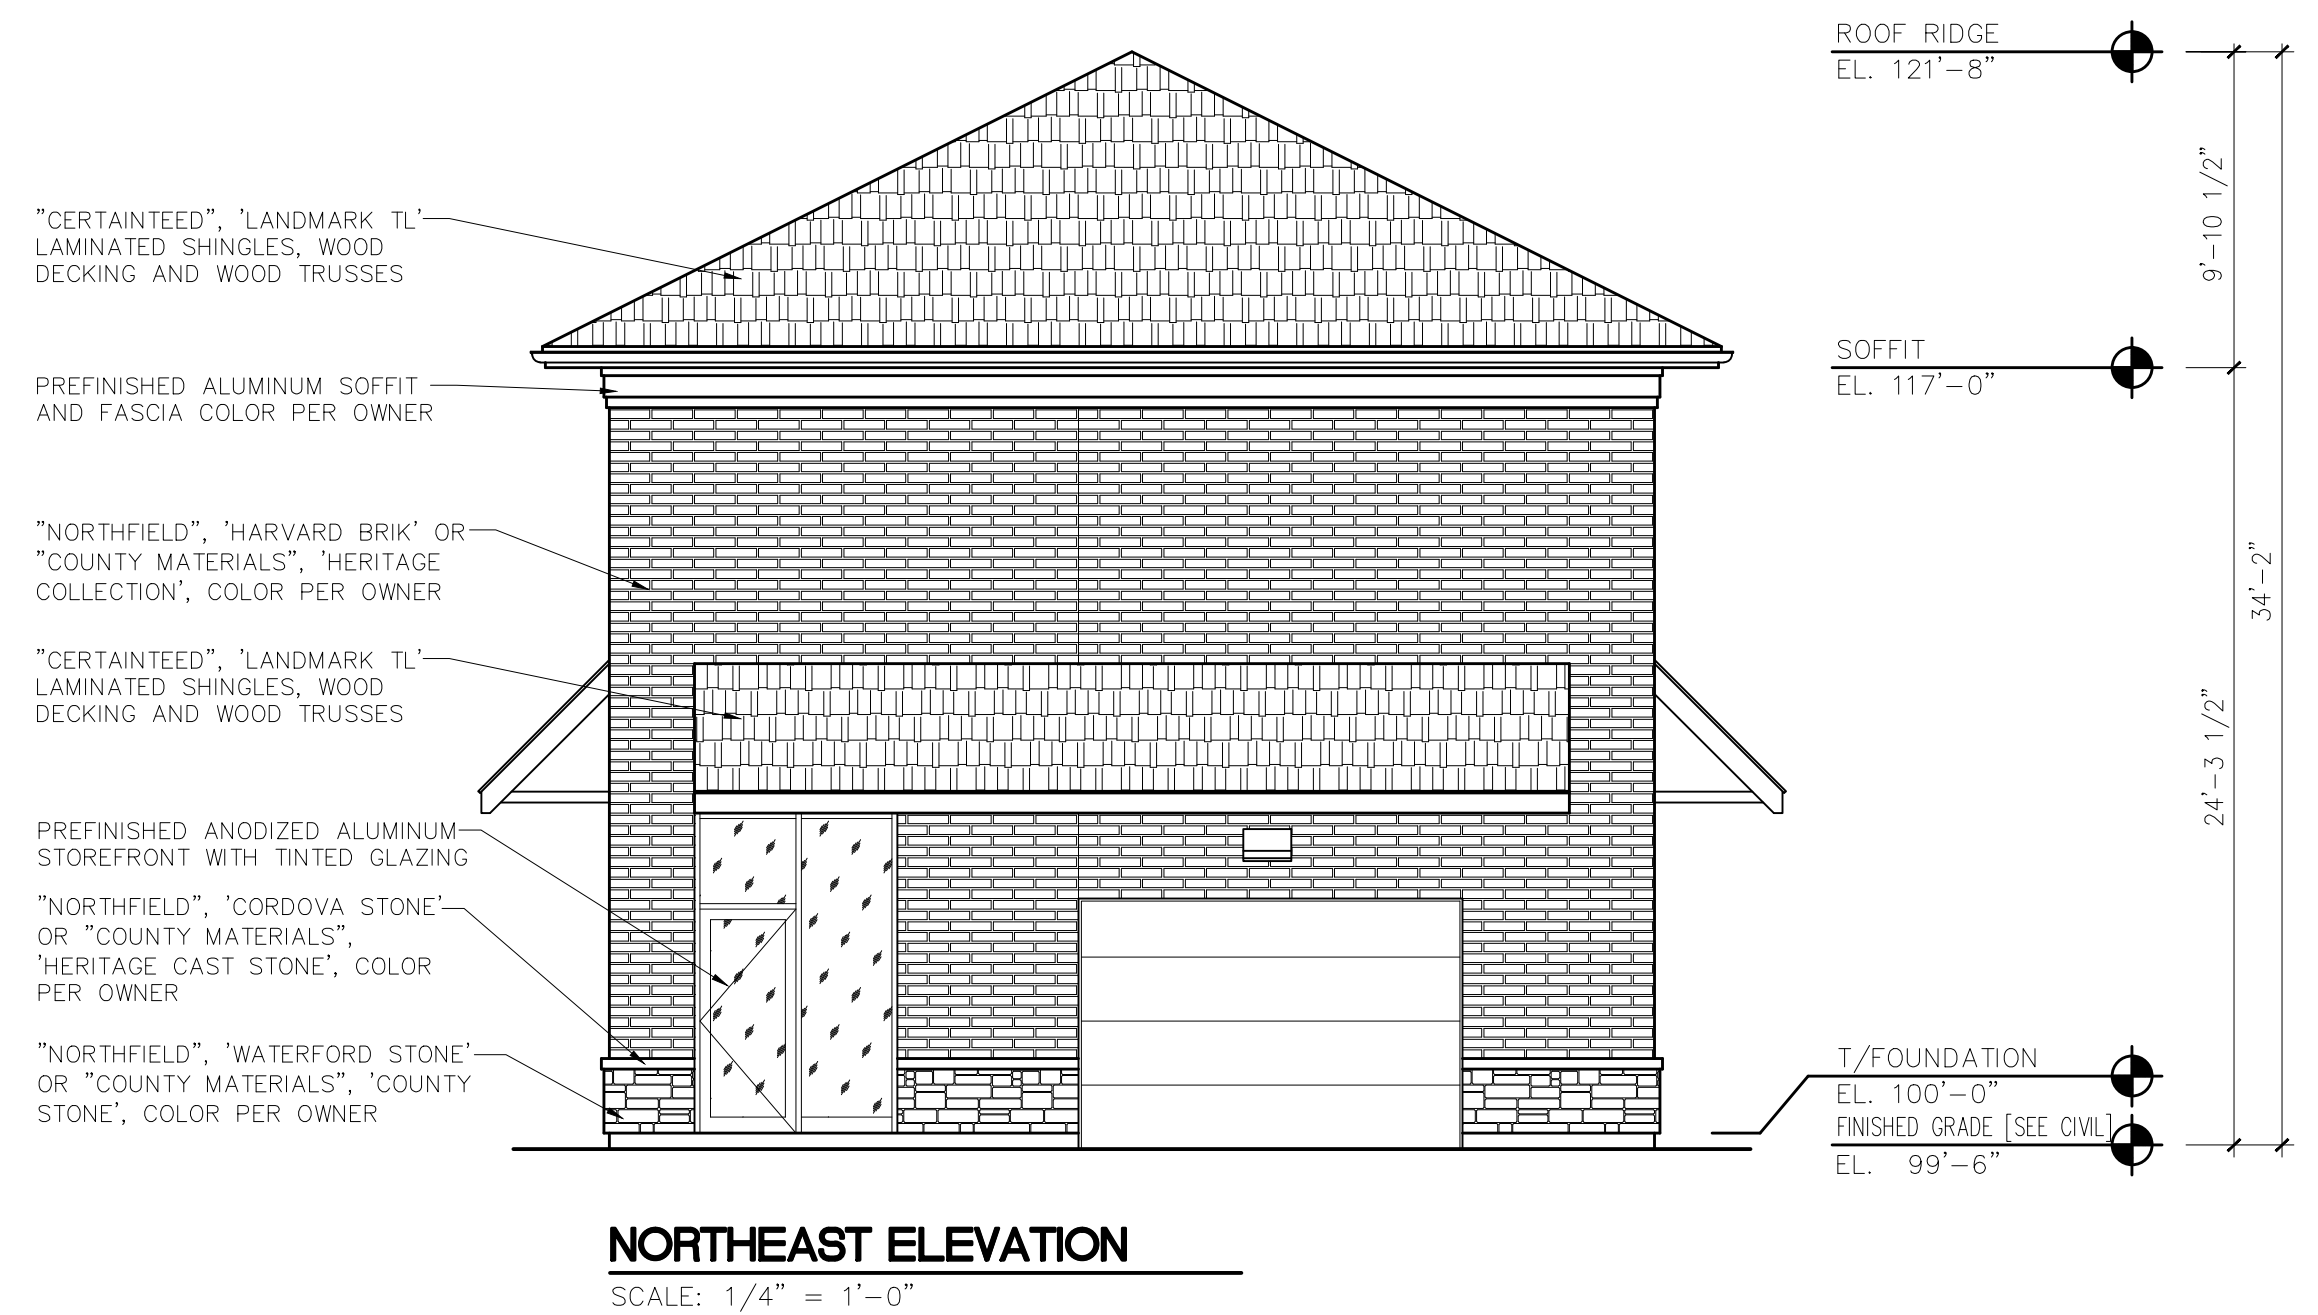 ROOF RIDGE
EL. 121'-8"
"CERTAINTEED", 'LANDMARK TL'
LAMINATED SHINGLES, WOOD
DECKING AND WOOD TRUSSES
9'-10 1/2"
SOFFIT
EL. 117'-0"
PREFINISHED ALUMINUM SOFFIT
AND FASCIA COLOR PER OWNER
"NORTHFIELD", 'HARVARD BRIK' OR
"COUNTY MATERIALS", 'HERITAGE
COLLECTION', COLOR PER OWNER
34'-2"
"CERTAINTEED", 'LANDMARK TL'
LAMINATED SHINGLES, WOOD
DECKING AND WOOD TRUSSES
24'-3 1/2"
PREFINISHED ANODIZED ALUMINUM
STOREFRONT WITH TINTED GLAZING
"NORTHFIELD", 'CORDOVA STONE'
OR "COUNTY MATERIALS",
'HERITAGE CAST STONE', COLOR
PER OWNER
"NORTHFIELD", 'WATERFORD STONE'
OR "COUNTY MATERIALS", 'COUNTY
STONE', COLOR PER OWNER
T/FOUNDATION
EL. 100'-0"
FINISHED GRADE [SEE CIVIL]
EL. 99'-6"
NORTHEAST ELEVATION
SCALE: 1/4" = 1'-0"